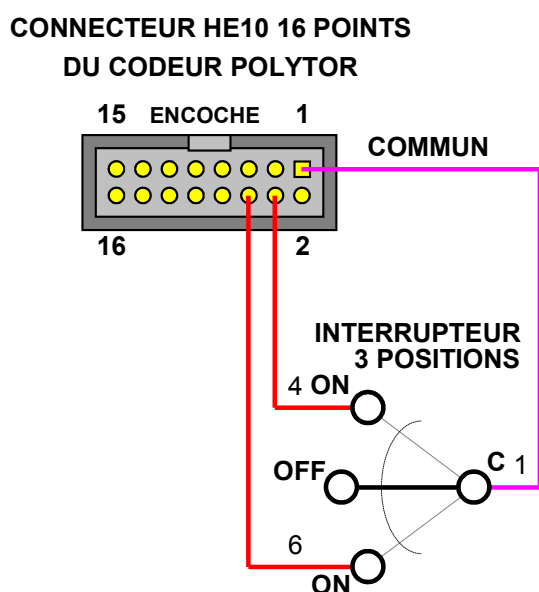 CONNECTEUR HE10 16 POINTS
DU CODEUR POLYTOR
15 ENCOCHE 1
COMMUN
16 2
INTERRUPTEUR
3 POSITIONS
4 ON
OFF C 1
6
ON